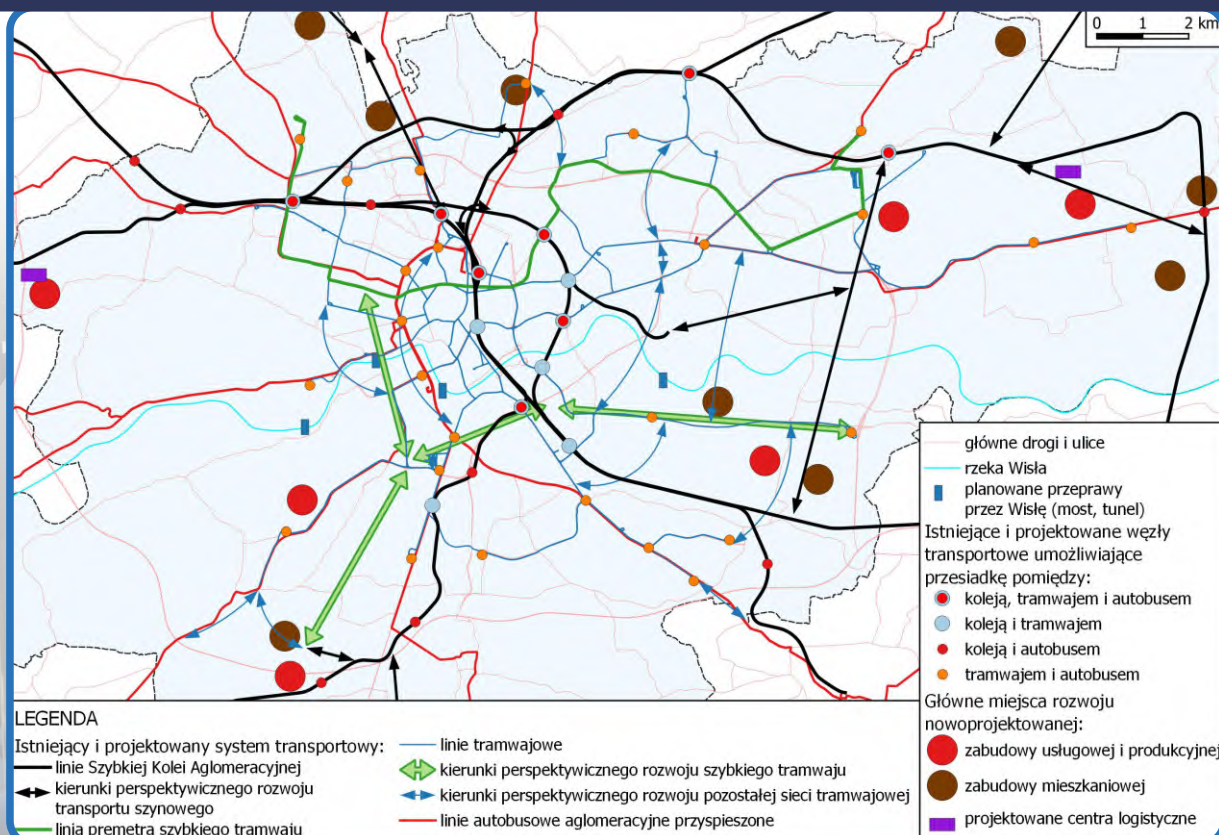 0 1 2 km
główne drogi i ulice
rzeka Wisła
planowane przeprawy
przez Wisłę (most, tunel)
Istniejące i projektowane węzły
transportowe umożliwiające
przesiadkę pomiędzy:
koleją, tramwajem i autobusem
koleją i tramwajem
koleją i autobusem
tramwajem i autobusem
Główne miejsca rozwoju
nowoprojektowanej:
zabudowy usługowej i produkcyjnej
zabudowy mieszkaniowej
projektowane centra logistyczne
LEGENDA
Istniejący i projektowany system transportowy:
linie Szybkiej Kolei Aglomeracyjnej
kierunki perspektywicznego rozwoju
transportu szynowego
linia premetra szybkiego tramwaju
linie tramwajowe
kierunki perspektywicznego rozwoju szybkiego tramwaju
kierunki perspektywicznego rozwoju pozostałej sieci tramwajowej
linie autobusowe aglomeracyjne przyspieszone